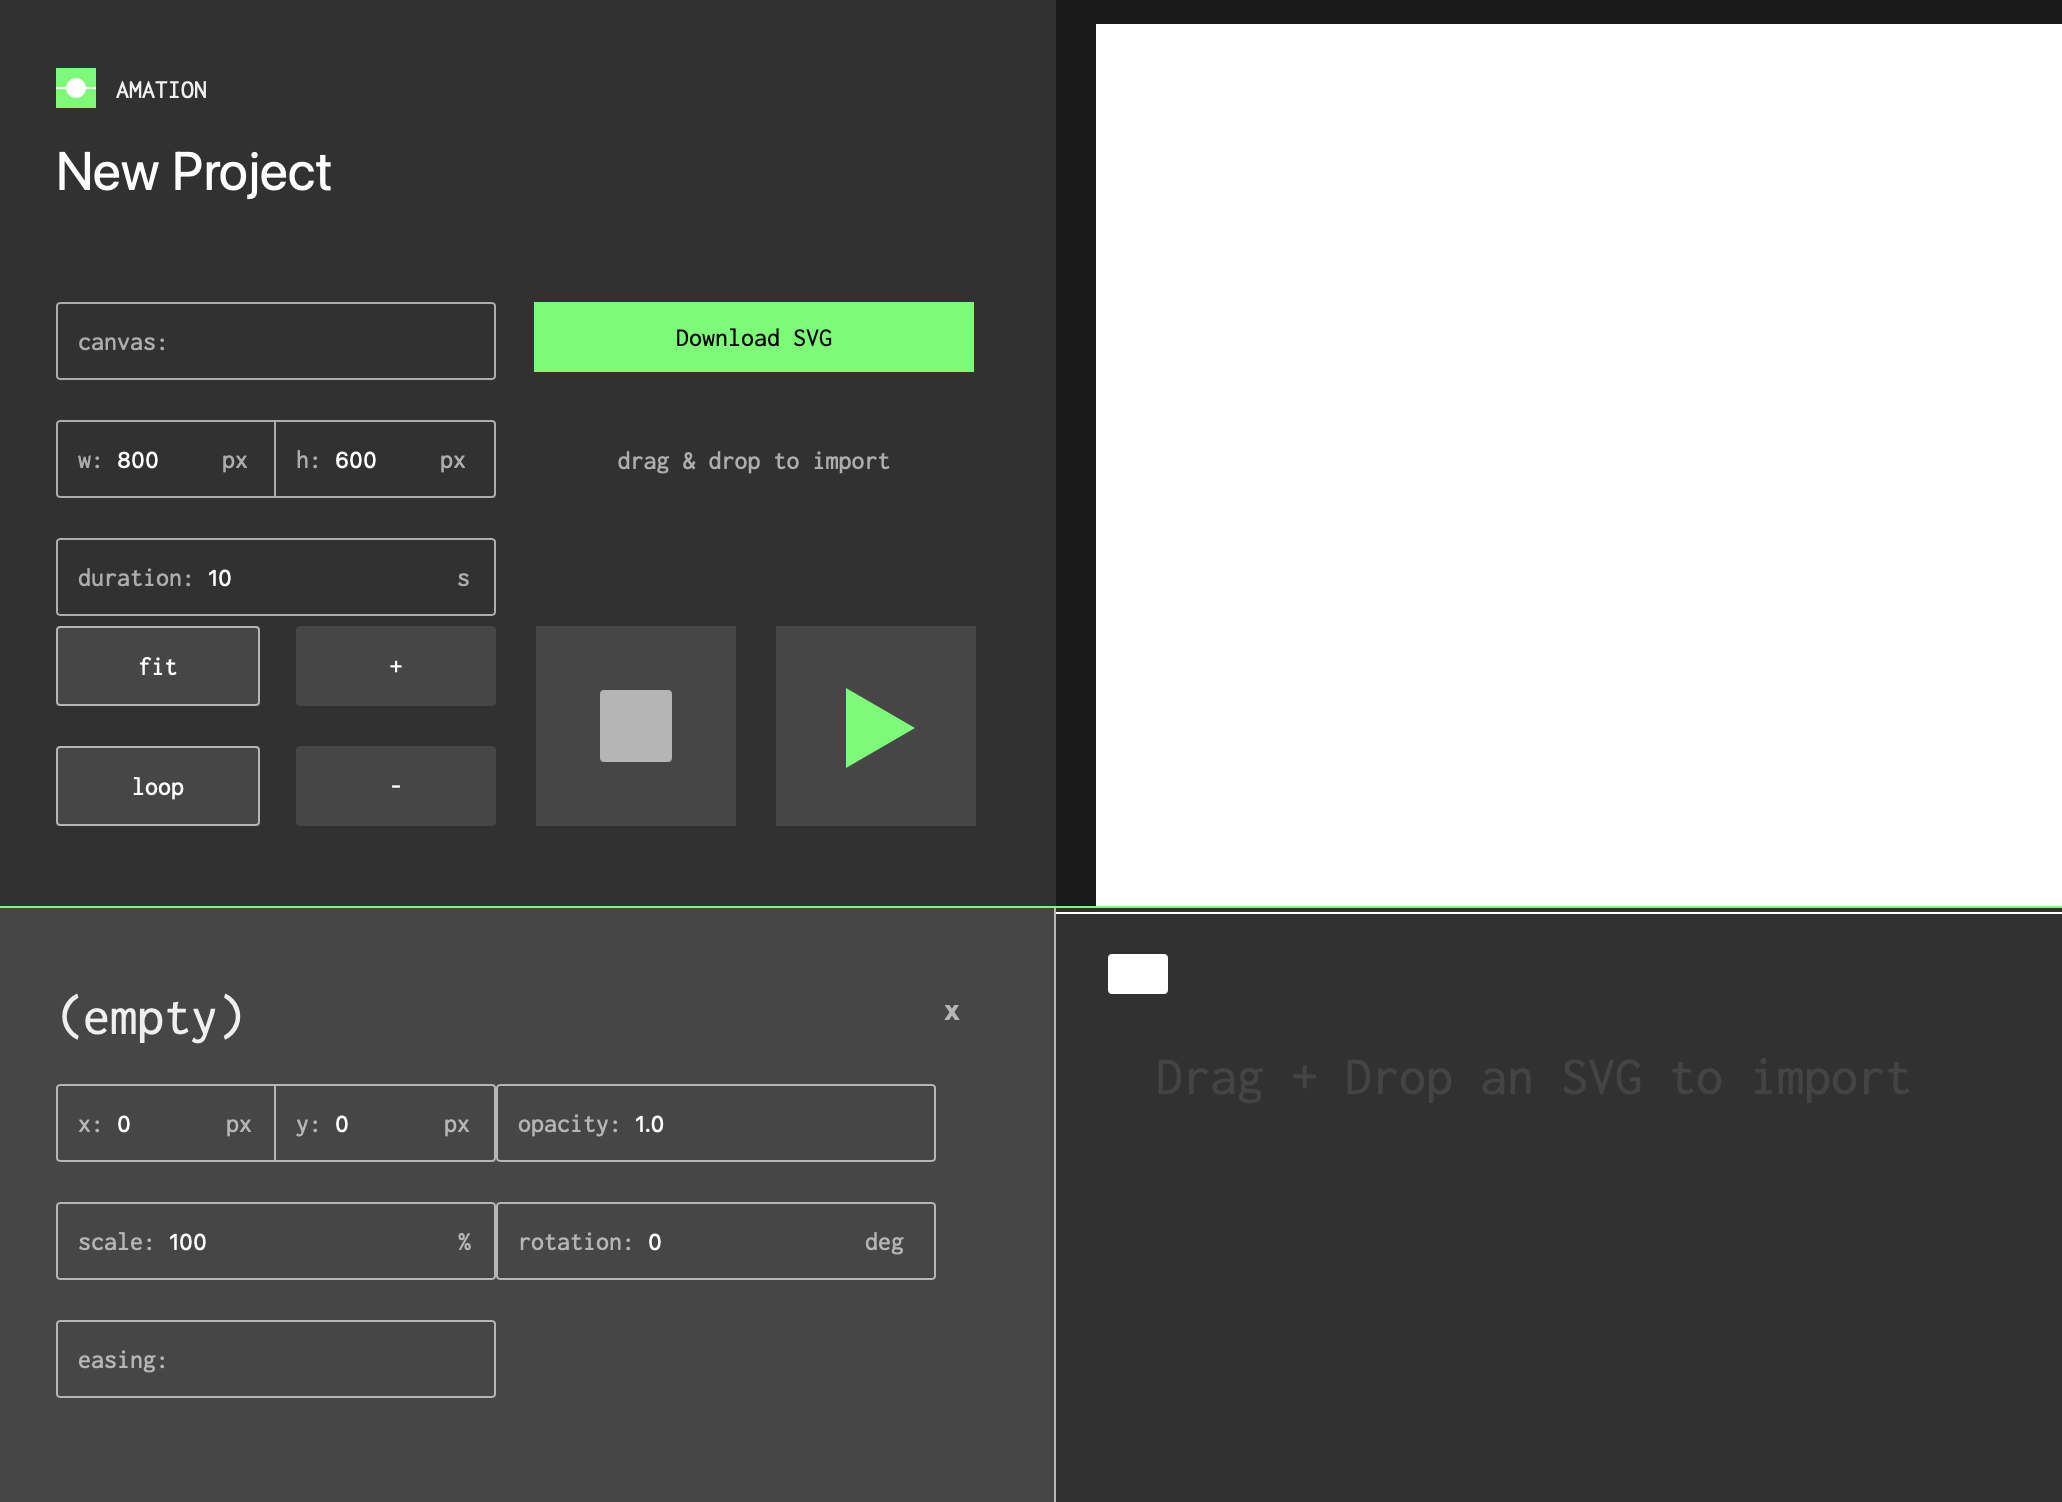 AMATION
New Project
canvas:
Download SVG
w: 800 px h: 600 px
drag & drop to import
duration: 10 s
fit +
loop -
(empty) x
x: 0 px y: 0 px opacity: 1.0
scale: 100 % rotation: 0 deg
easing:
Drag + Drop an SVG to import